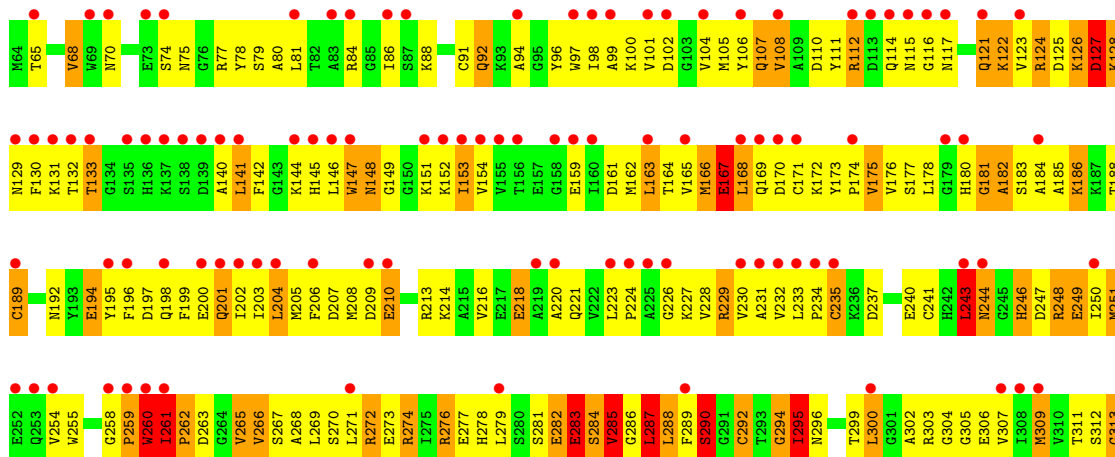 M64 T65 V68 W69 N70 E73 S74 N75 G76 R77 Y78 S79 A80 L81 T82 A83 R84 G85 I86 S87 K88 C91 Q92 K93 A94 G95 Y96 W97 I98 A99 K100 V101 D102 G103 V104 M105 Y106 Q107 V108 A109 D110 Y111 R112 D113 Q114 N115 G116 N117 Q121 K122 V123 R124 D125 K126 D127
N129 F130 K131 T132 T133 G134 S135 H136 K137 S138 D139 A140 L141 F142 G143 K144 H145 L146 W147 N148 G149 G150 K151 K152 I153 V154 V155 T156 E157 G158 E159 I160 D161 M162 L163 T164 V165 M166 E167 L168 Q169 D170 C171 K172 Y173 P174 V175 V176 S177 L178 G179 H180 G181 A182 S183 A184 A185 K186 K187 T188
C189 N192 Y193 E194 Y195 F196 D197 Q198 F199 E200 Q201 I202 I203 L204 M205 F206 D207 M208 D209 E210 R213 K214 A215 V216 E217 E218 A219 A220 Q221 V222 L223 P224 A225 G226 K227 V228 R229 V230 A231 V232 L233 P234 C235 K236 D237 E240 C241 H242 L243 N244 G245 H246 D247 R248 E249 I250 M251
E252 Q253 V254 W255 G258 P259 W260 I261 P262 D263 G264 V265 V266 S267 A268 L269 S270 L271 R272 E273 R274 I275 R276 E277 H278 L279 S280 S281 E282 E283 S284 V285 G286 L287 L288 F289 S290 G291 C292 T293 G294 I295 N296 T299 L300 G301 A302 R303 G304 G305 E306 V307 I308 M309 V310 T311 S312